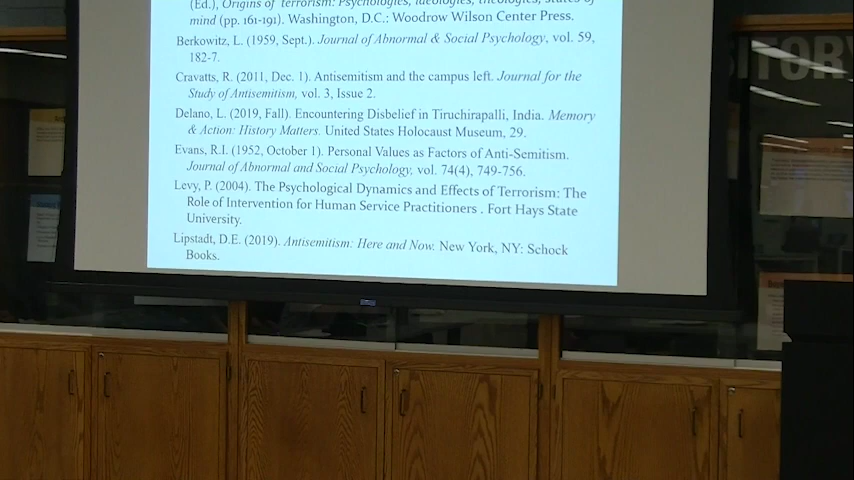 (Ed.), Origins of terrorism: Psychologies, ideologies, theologies, states of
mind (pp. 161-191). Washington, D.C.: Woodrow Wilson Center Press.
Berkowitz, L. (1959, Sept.). Journal of Abnormal & Social Psychology, vol. 59,
182-7.
Cravatts, R. (2011, Dec. 1). Antisemitism and the campus left. Journal for the
Study of Antisemitism, vol. 3, Issue 2.
Delano, L. (2019, Fall). Encountering Disbelief in Tiruchirapalli, India. Memory
& Action: History Matters. United States Holocaust Museum, 29.
Evans, R.I. (1952, October 1). Personal Values as Factors of Anti-Semitism.
Journal of Abnormal and Social Psychology, vol. 74(4), 749-756.
Levy, P. (2004). The Psychological Dynamics and Effects of Terrorism: The
Role of Intervention for Human Service Practitioners . Fort Hays State
University.
Lipstadt, D.E. (2019). Antisemitism: Here and Now. New York, NY: Schock
Books.
ITORY